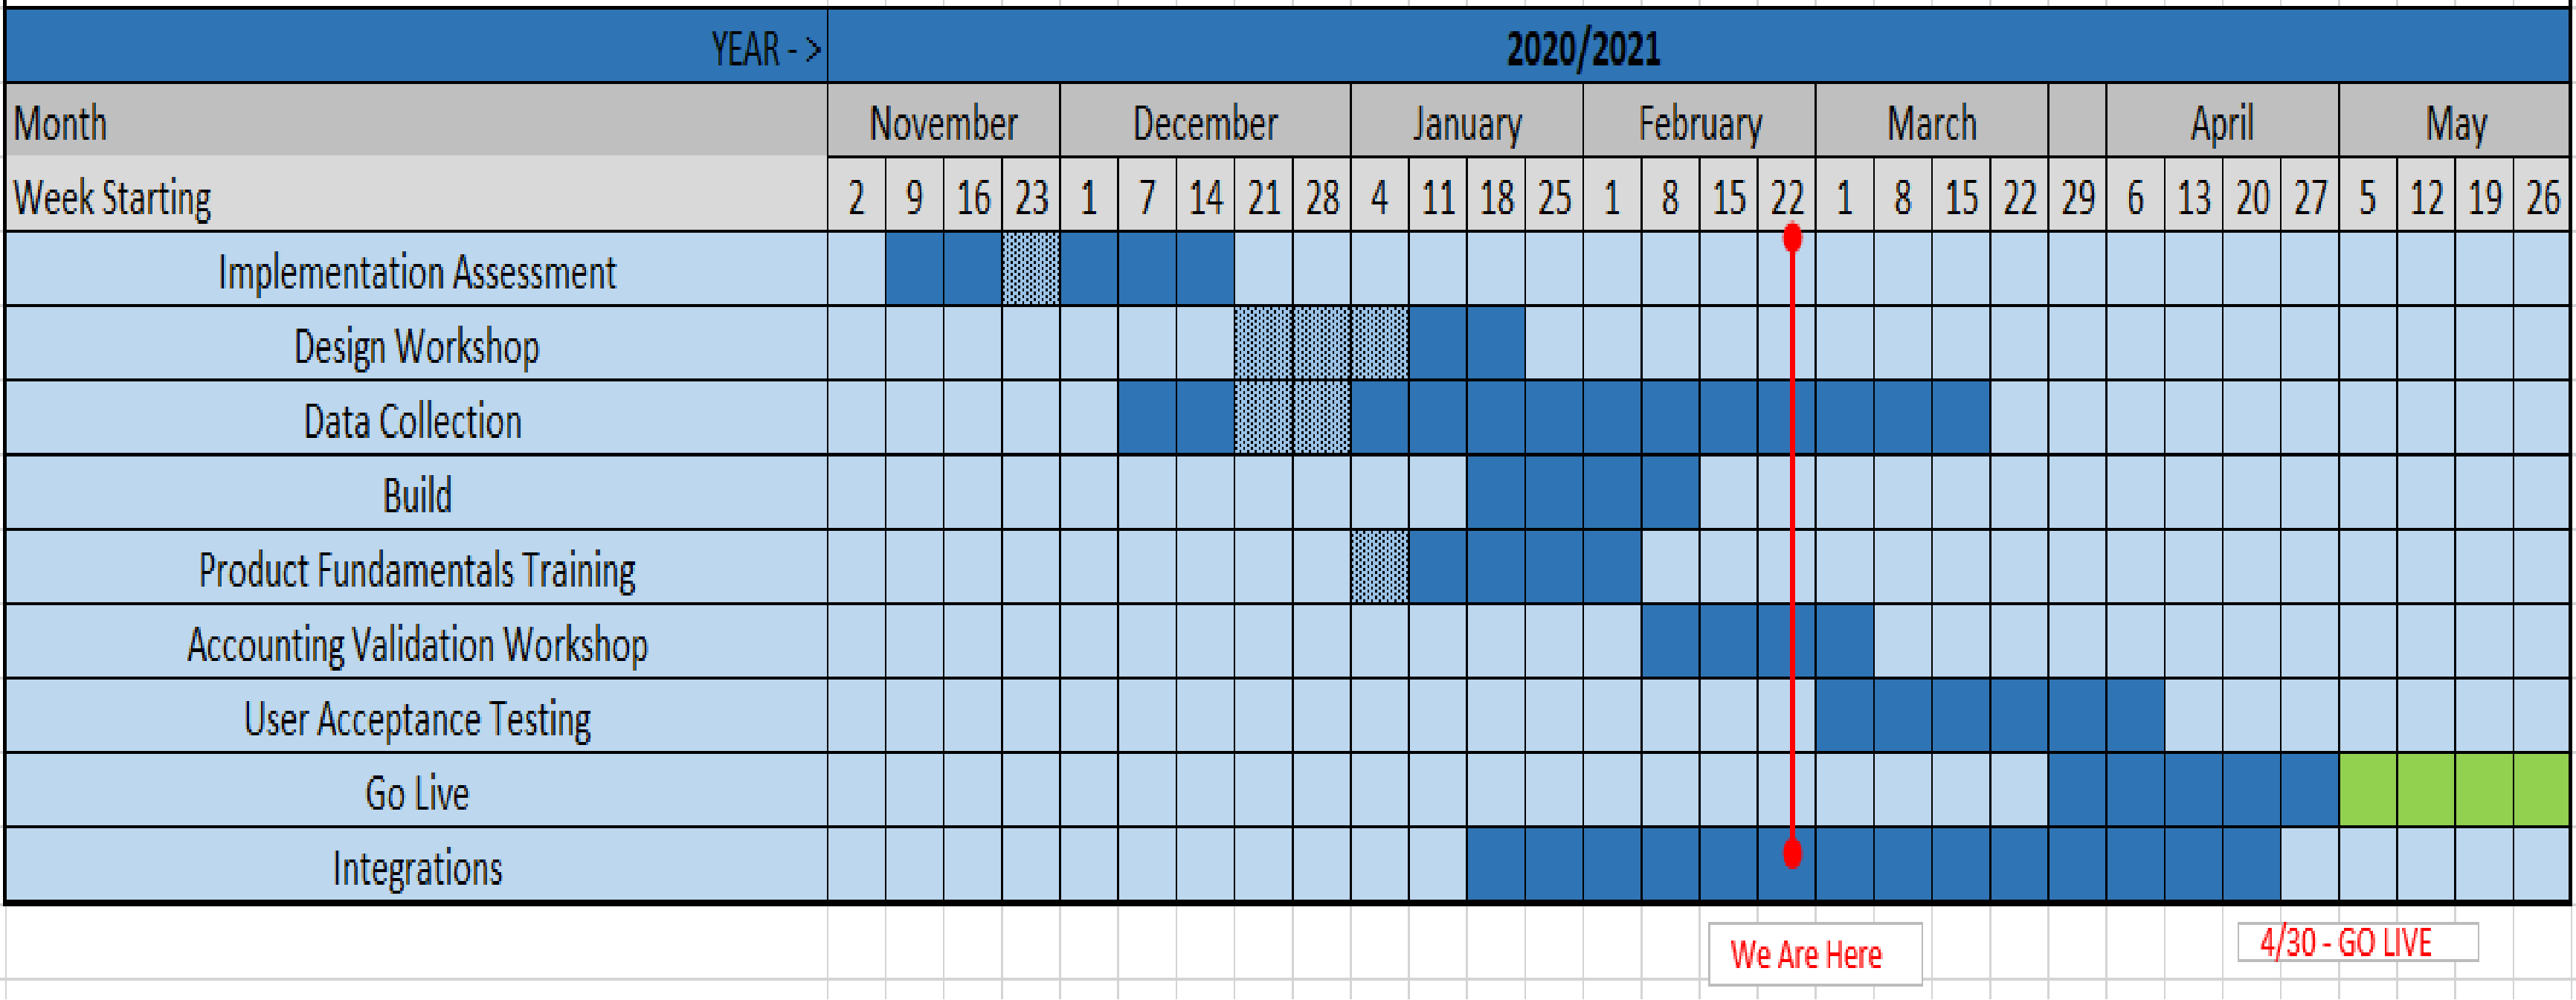 YEAR - > 2020/2021
Month November December January February March April May
Week Starting 2 9 16 23 1 7 14 21 28 4 11 18 25 1 8 15 22 1 8 15 22 29 6 13 20 27 5 12 19 26
Implementation Assessment
Design Workshop
Data Collection
Build
Product Fundamentals Training
Accounting Validation Workshop
User Acceptance Testing
Go Live
Integrations
We Are Here
4/30 - GO LIVE